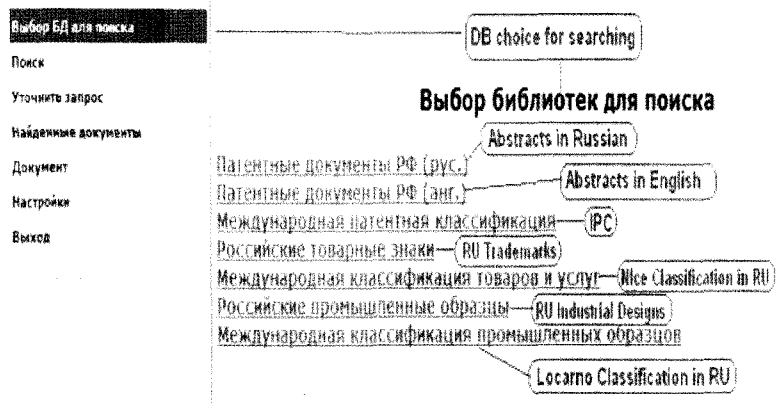 Выбор БД для поиска
DB choice for searching
Поиск
Уточнить запрос
Выбор библиотек для поиска
Найденные документы
Abstracts in Russian
Документ
Патентные документы РФ (рус.)
Abstracts in English
Патентные документы РФ (анг.)
Настройки
Международная патентная классификация
IPC
Выход
Российские товарные знаки
RU Trademarks
Международная классификация товаров и услуг
Nice Classification in RU
Российские промышленные образцы
RU Industrial Designs
Международная классификация промышленных образцов
Locarno Classification in RU